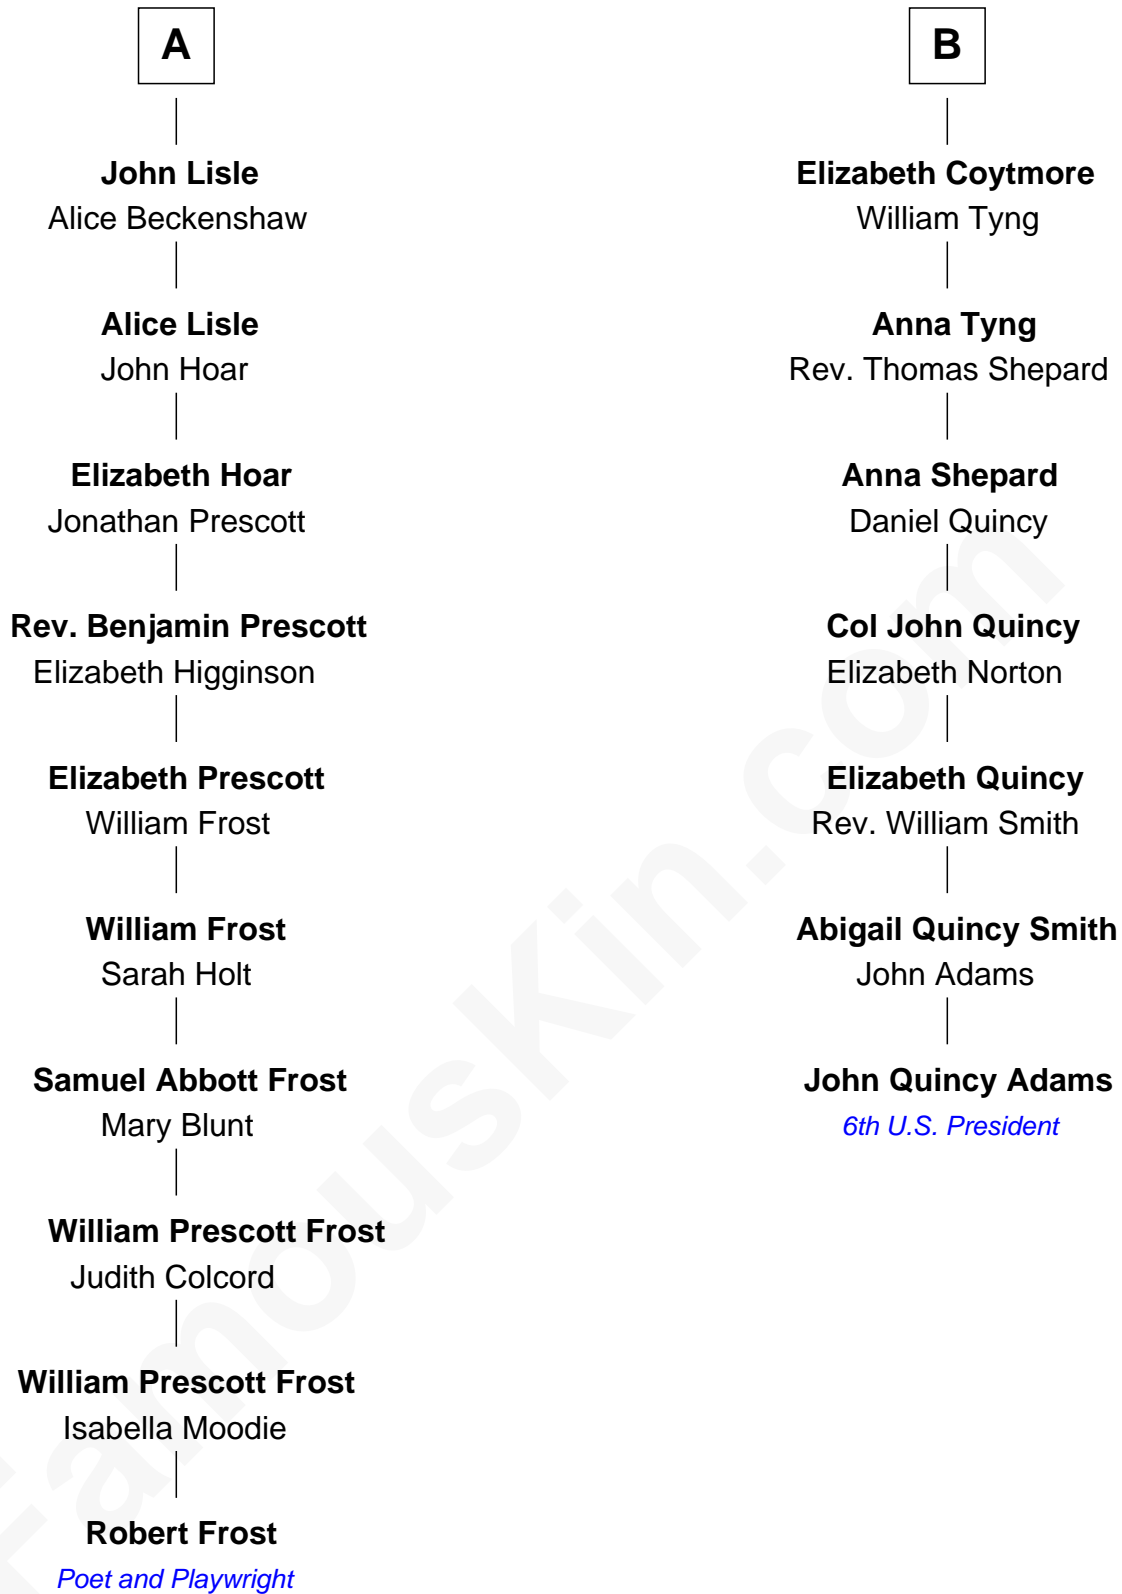 A
John Lisle
Alice Beckenshaw
Alice Lisle
John Hoar
Elizabeth Hoar
Jonathan Prescott
Rev. Benjamin Prescott
Elizabeth Higginson
Elizabeth Prescott
William Frost
William Frost
Sarah Holt
Samuel Abbott Frost
Mary Blunt
William Prescott Frost
Judith Colcord
William Prescott Frost
Isabella Moodie
Robert Frost
Poet and Playwright
B
Elizabeth Coytmore
William Tyng
Anna Tyng
Rev. Thomas Shepard
Anna Shepard
Daniel Quincy
Col John Quincy
Elizabeth Norton
Elizabeth Quincy
Rev. William Smith
Abigail Quincy Smith
John Adams
John Quincy Adams
6th U.S. President
FamousKin.com